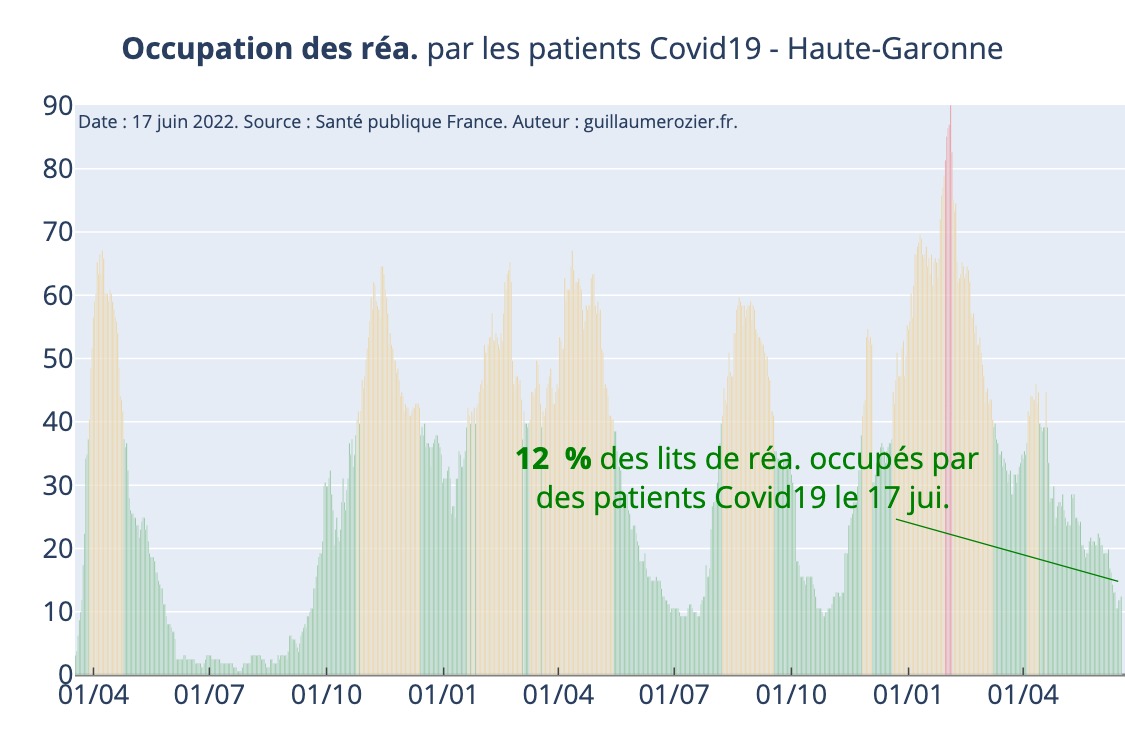 Occupation des réa. par les patients Covid19 - Haute-Garonne
90
Date : 17 juin 2022. Source : Santé publique France. Auteur : guillaumerozier.fr.
80
70
60
50
40
12 % des lits de réa. occupés par
30
des patients Covid19 le 17 jui.
20
10
0
01/04 01/07 01/10 01/01 01/04 01/07 01/10 01/01 01/04